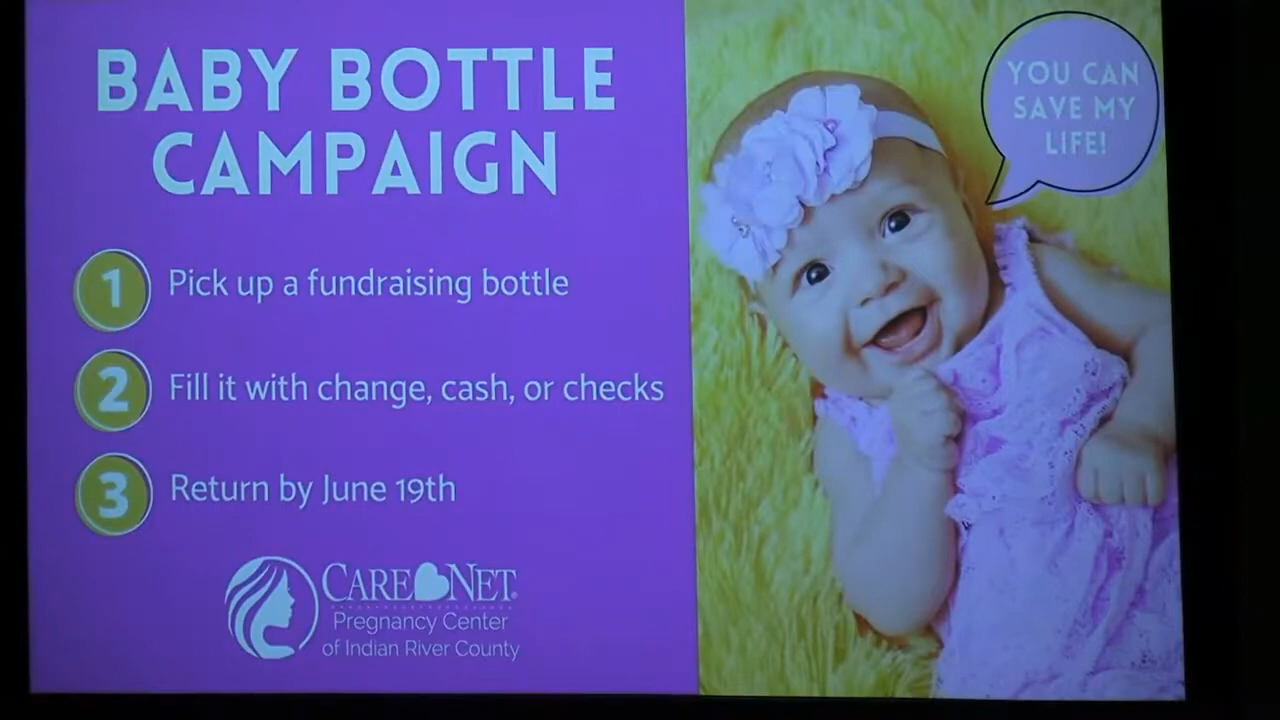 BABY BOTTLE
CAMPAIGN
1 Pick up a fundraising bottle
2 Fill it with change, cash, or checks
3 Return by June 19th
CARE NET®
Pregnancy Center
of Indian River County
YOU CAN
SAVE MY
LIFE!